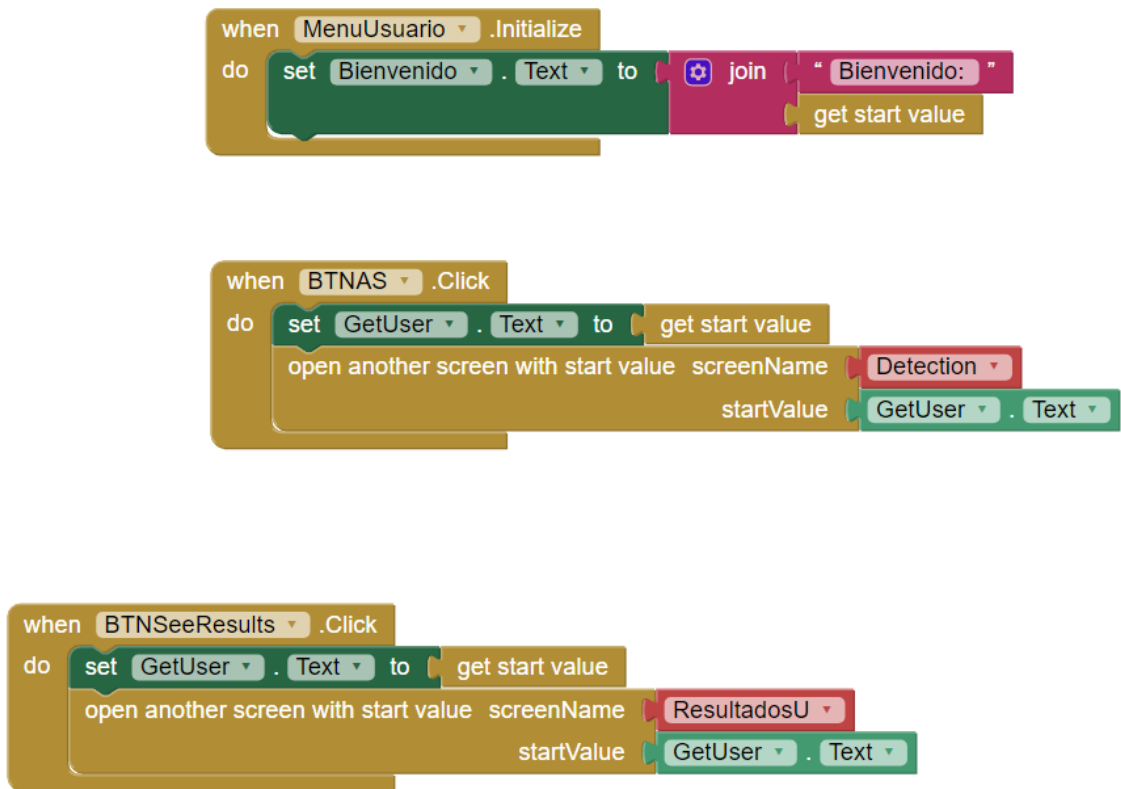 when MenuUsuario .Initialize
do set Bienvenido . Text to join “ Bienvenido: ”
get start value
when BTNAS .Click
do set GetUser . Text to get start value
open another screen with start value screenName Detection
startValue GetUser . Text
when BTNSeeResults .Click
do set GetUser . Text to get start value
open another screen with start value screenName ResultadosU
startValue GetUser . Text